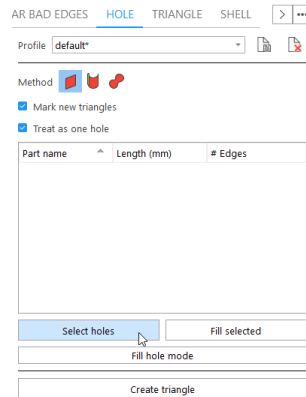 AR BAD EDGES HOLE TRIANGLE SHELL
Profile default*
Method
Mark new triangles
Treat as one hole
Part name Length (mm) # Edges
Select holes Fill selected
Fill hole mode
Create triangle